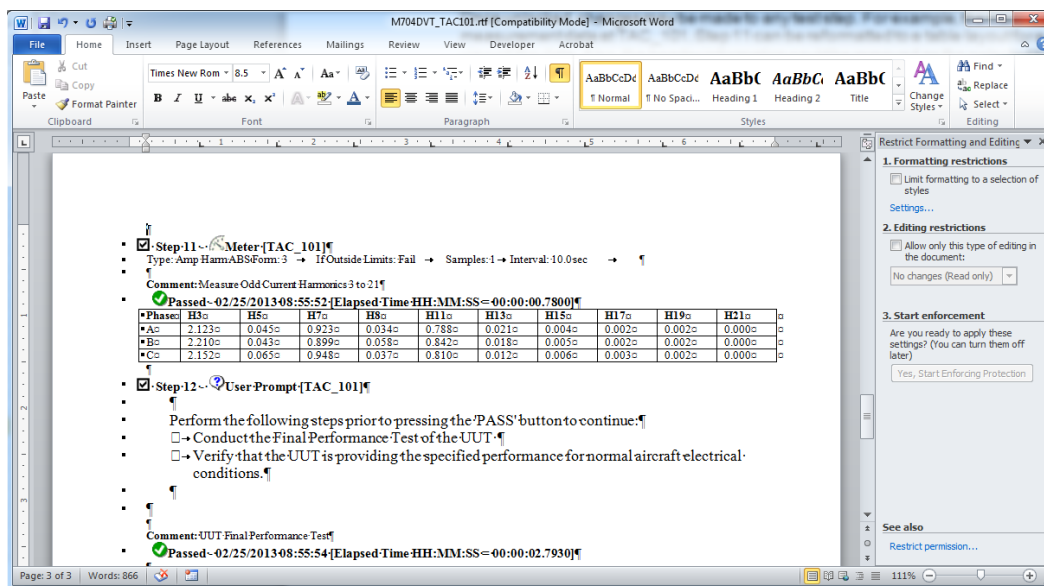 M704DVT_TAC101.rtf [Compatibility Mode] - Microsoft Word
File Home Insert Page Layout References Mailings Review View Developer Acrobat
Paste
Cut
Copy
Format Painter
Clipboard
Times New Rom 8.5
Font
Paragraph
AaBbCcDd AaBbCcDd AaBb( AaBbCc AaBb(
¶ Normal ¶ No Spaci... Heading 1 Heading 2 Title
Change Styles
Styles
Find
Replace
Select
Editing
Step 11 - Meter [TAC_101]¶
Type: Amp HarmABS Form: 3 → If Outside Limits: Fail → Samples: 1 → Interval: 10.0sec → ¶
¶
Comment: Measure Odd Current Harmonics 3 to 21¶
Passed - 02/25/2013 08:55:52 [Elapsed Time HH:MM:SS = 00:00:00.7800]¶
Phase H3 H5 H7 H8 H11 H13 H15 H17 H19 H21
A 2.123 0.045 0.923 0.034 0.788 0.021 0.004 0.002 0.002 0.000
B 2.210 0.043 0.899 0.058 0.842 0.018 0.005 0.002 0.002 0.000
C 2.152 0.065 0.948 0.037 0.810 0.012 0.006 0.003 0.002 0.000
¶
Step 12 - User Prompt [TAC_101]¶
¶
Perform the following steps prior to pressing the 'PASS' button to continue:¶
→ Conduct the Final Performance Test of the UUT ¶
→ Verify that the UUT is providing the specified performance for normal aircraft electrical
conditions.¶
¶
¶
¶
Comment: UUT Final Performance Test¶
Passed - 02/25/2013 08:55:54 [Elapsed Time HH:MM:SS = 00:00:02.7930]¶
Restrict Formatting and Editing
1. Formatting restrictions
Limit formatting to a selection of
styles
Settings...
2. Editing restrictions
Allow only this type of editing in
the document:
No changes (Read only)
3. Start enforcement
Are you ready to apply these
settings? (You can turn them off
later)
Yes, Start Enforcing Protection
See also
Restrict permission...
Page: 3 of 3 Words: 866
111%